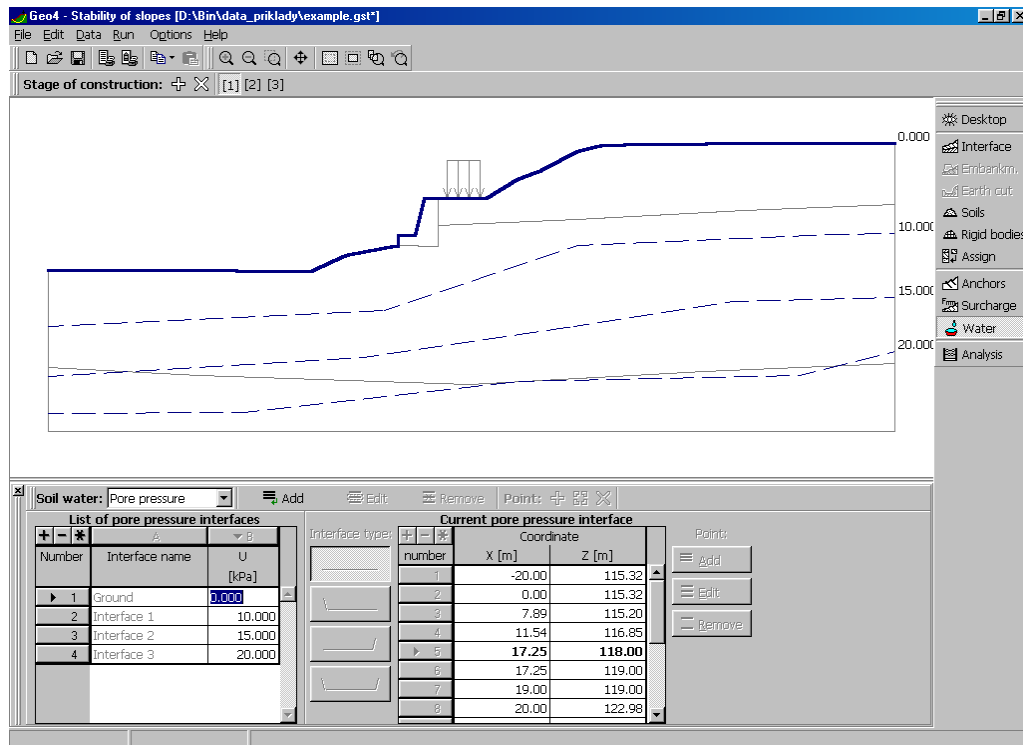 Geo4 - Stability of slopes [D:\Bin\data_priklady\example.gst*]
File Edit Data Run Options Help
Stage of construction: [1] [2] [3]
0.000
10.000
15.000
20.000
Desktop
Interface
Embankm.
Earth cut
Soils
Rigid bodies
Assign
Anchors
Surcharge
Water
Analysis
Soil water: Pore pressure Add Edit Remove Point:
List of pore pressure interfaces
A B
Number Interface name U
[kPa]
1 Ground 0.000
2 Interface 1 10.000
3 Interface 2 15.000
4 Interface 3 20.000
Interface type:
Current pore pressure interface
Coordinate
number X [m] Z [m]
1 -20.00 115.32
2 0.00 115.32
3 7.89 115.20
4 11.54 116.85
5 17.25 118.00
6 17.25 119.00
7 19.00 119.00
8 20.00 122.98
Point:
Add
Edit
Remove